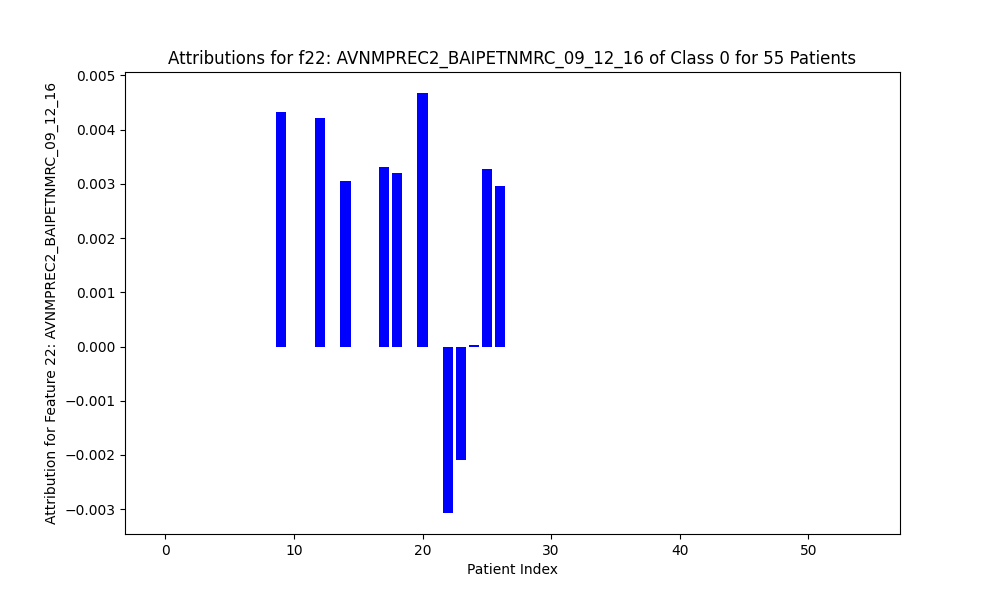 Attributions for f22: AVNMPREC2_BAIPETNMRC_09_12_16 of Class 0 for 55 Patients
Attribution for Feature 22: AVNMPREC2_BAIPETNMRC_09_12_16
0.005
0.004
0.003
0.002
0.001
0.000
−0.001
−0.002
−0.003
0 10 20 30 40 50
Patient Index